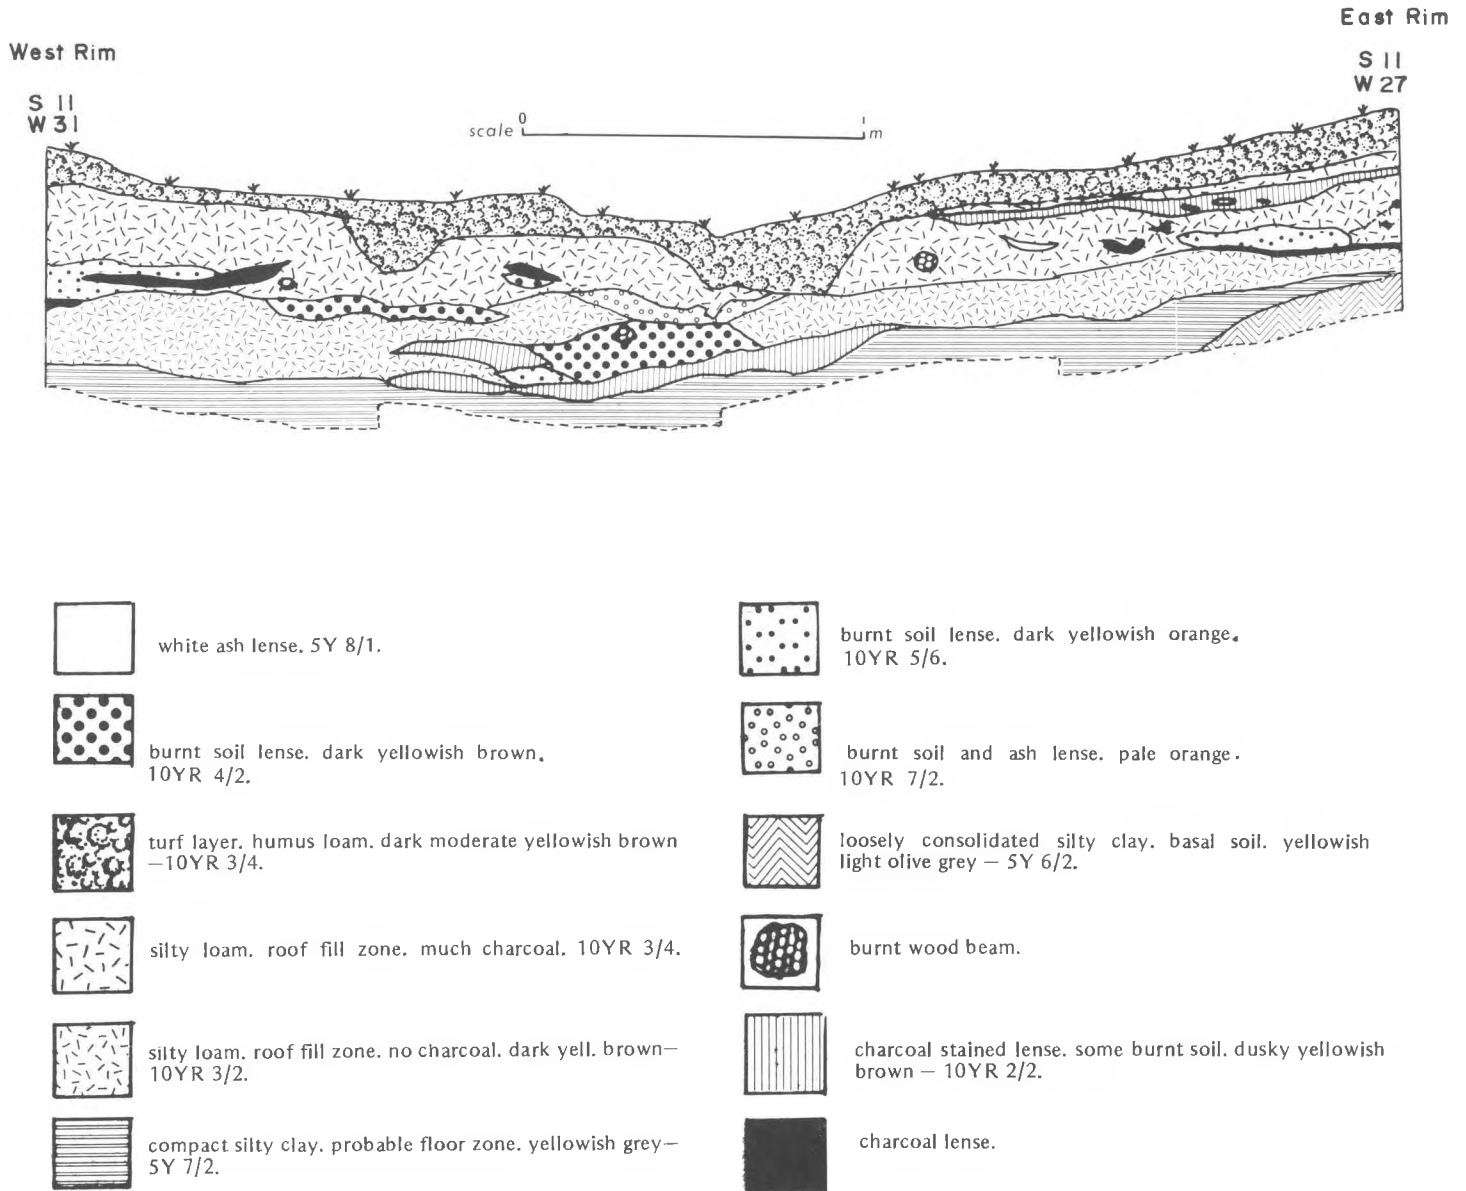 East Rim
West Rim
S 11
W 27
S 11
W 31
scale 0 1 m
white ash lense. 5Y 8/1.
burnt soil lense. dark yellowish brown.
10YR 4/2.
turf layer. humus loam. dark moderate yellowish brown
—10YR 3/4.
silty loam. roof fill zone. much charcoal. 10YR 3/4.
silty loam. roof fill zone. no charcoal. dark yell. brown—
10YR 3/2.
compact silty clay. probable floor zone. yellowish grey—
5Y 7/2.
burnt soil lense. dark yellowish orange.
10YR 5/6.
burnt soil and ash lense. pale orange.
10YR 7/2.
loosely consolidated silty clay. basal soil. yellowish
light olive grey — 5Y 6/2.
burnt wood beam.
charcoal stained lense. some burnt soil. dusky yellowish
brown — 10YR 2/2.
charcoal lense.